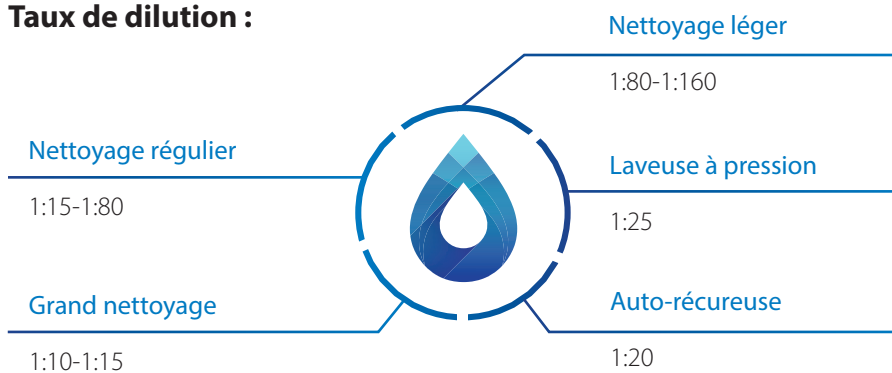 Taux de dilution :
Nettoyage léger
1:80-1:160
Nettoyage régulier
1:15-1:80
Laveuse à pression
1:25
Grand nettoyage
1:10-1:15
Auto-récureuse
1:20